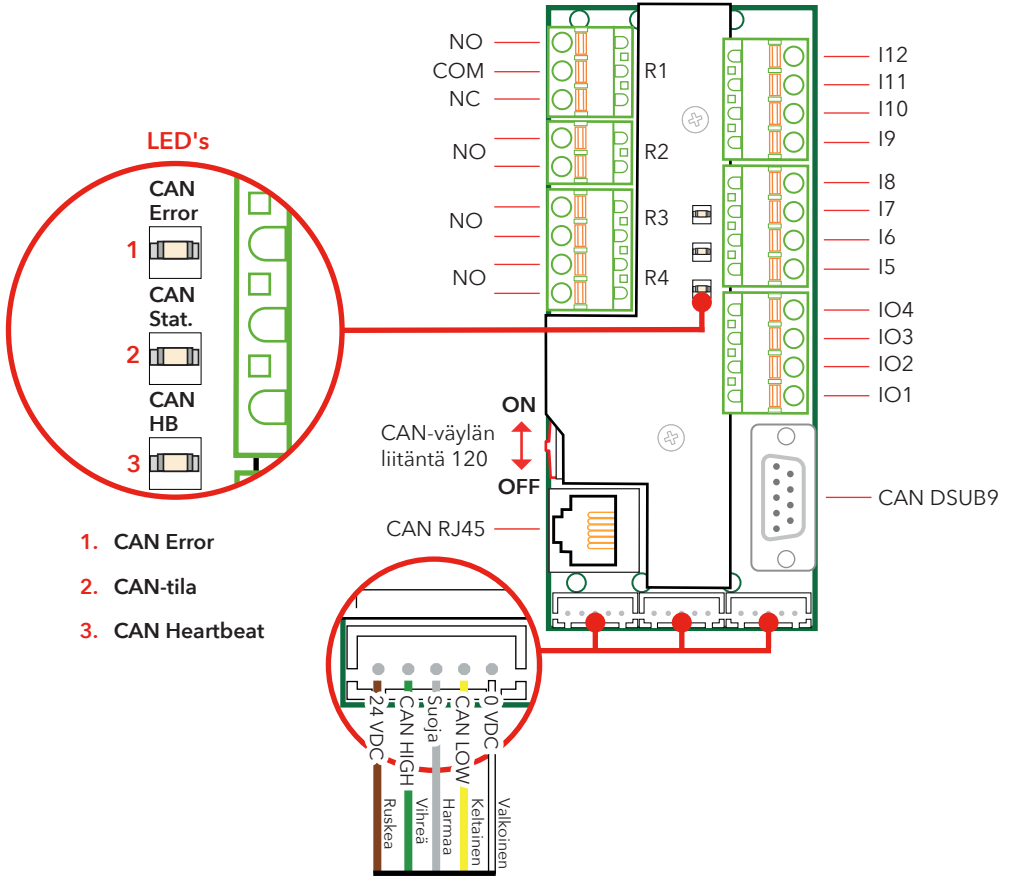 NO
COM
NC
R1
NO
R2
NO
R3
NO
R4
I12
I11
I10
I9
I8
I7
I6
I5
IO4
IO3
IO2
IO1
LED's
CAN
Error
1
CAN
Stat.
2
CAN
HB
3
ON
CAN-väylän
liitäntä 120
OFF
CAN RJ45
CAN DSUB9
1. CAN Error
2. CAN-tila
3. CAN Heartbeat
24 VDC
CAN HIGH
Suoja
CAN LOW
0 VDC
Ruskea
Vihreä
Harmaa
Keltainen
Valkoinen